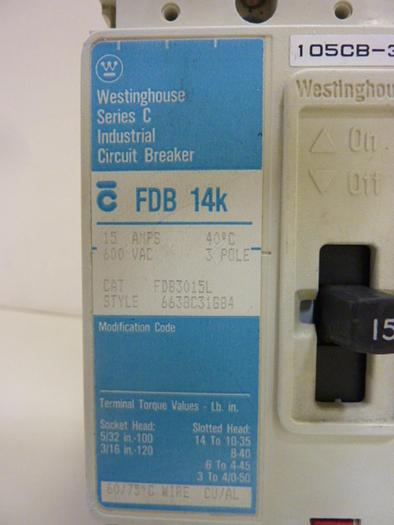 105CB-3
Westinghouse
Series C
Industrial
Circuit Breaker
FDB 14k
15 AMPS 40°C
600 VAC 3 POLE
CAT FDB3015L
STYLE 6638C31G84
Modification Code
Terminal Torque Values - Lb. in.
Socket Head: Slotted Head:
5/32 in.-100 14 To 10-35
3/16 in.-120 8-40
6 To 4-45
3 To 4/0-50
60/75°C WIRE CU/AL
Westinghou
On
Off
15